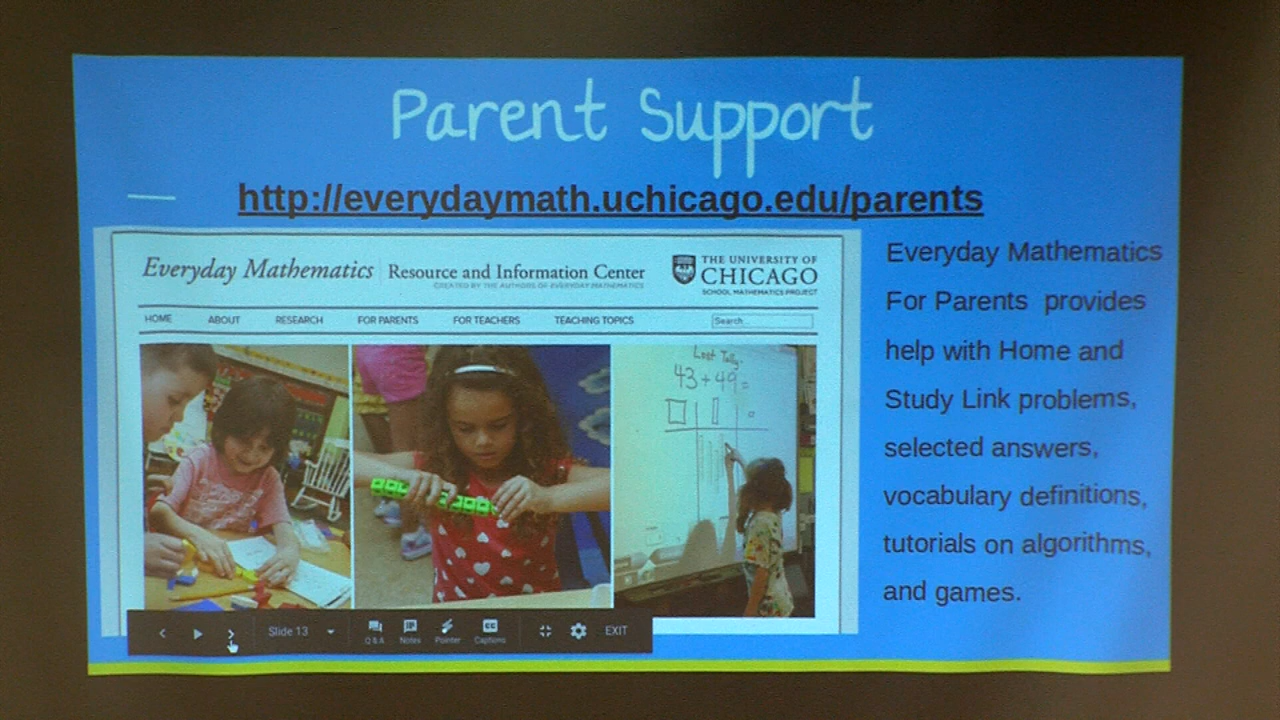 Parent Support
http://everydaymath.uchicago.edu/parents
Everyday Mathematics
Resource and Information Center
CREATED BY THE AUTHORS OF EVERYDAY MATHEMATICS
THE UNIVERSITY OF
CHICAGO
SCHOOL MATHEMATICS PROJECT
HOME ABOUT RESEARCH FOR PARENTS FOR TEACHERS TEACHING TOPICS Search...
Lost Tally
43+49=
Everyday Mathematics
For Parents provides
help with Home and
Study Link problems,
selected answers,
vocabulary definitions,
tutorials on algorithms,
and games.
Slide 13
Q & A Notes Pointer Captions
EXIT